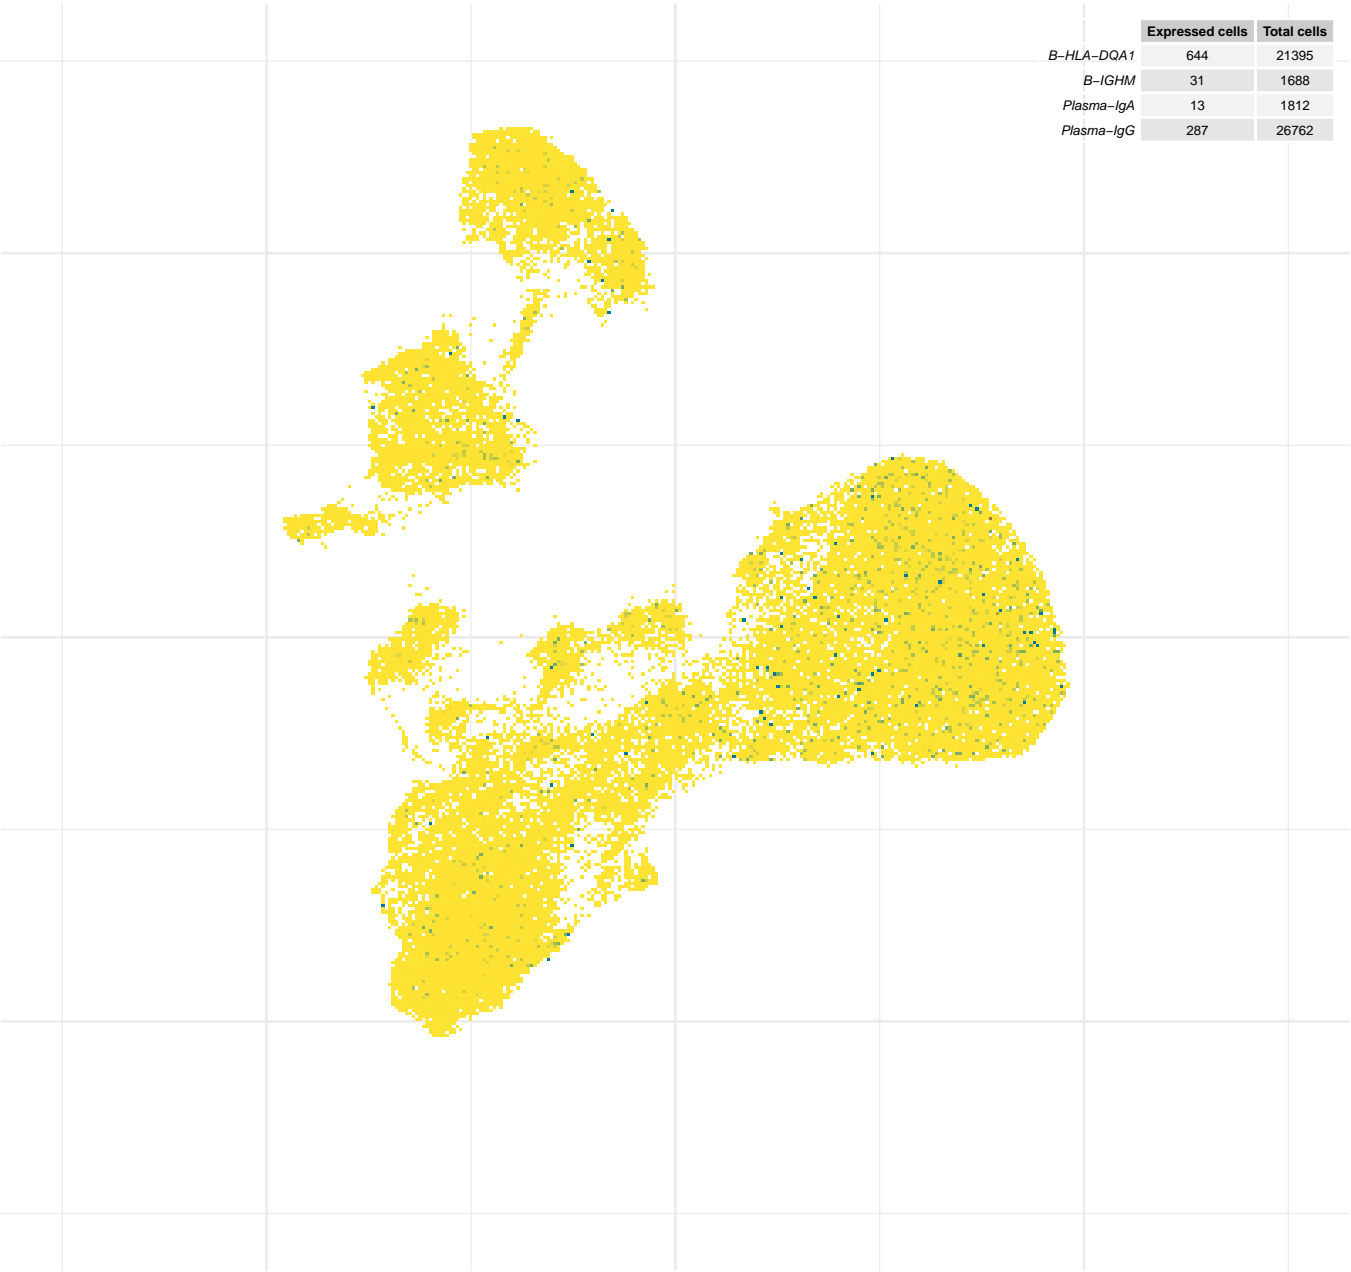 Expressed cells Total cells
B−HLA−DQA1 644 21395
B−IGHM 31 1688
Plasma−IgA 13 1812
Plasma−IgG 287 26762